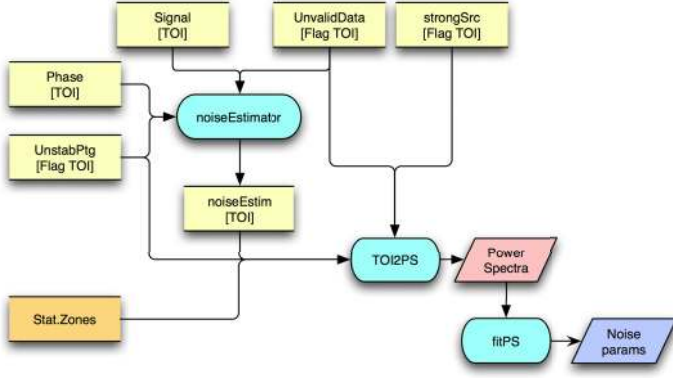 Signal
[TOI]
UnvalidData
[Flag TOI]
strongSrc
[Flag TOI]
Phase
[TOI]
noiseEstimator
UnstabPtg
[Flag TOI]
noiseEstim
[TOI]
TOI2PS
Power
Spectra
Stat.Zones
fitPS
Noise
params